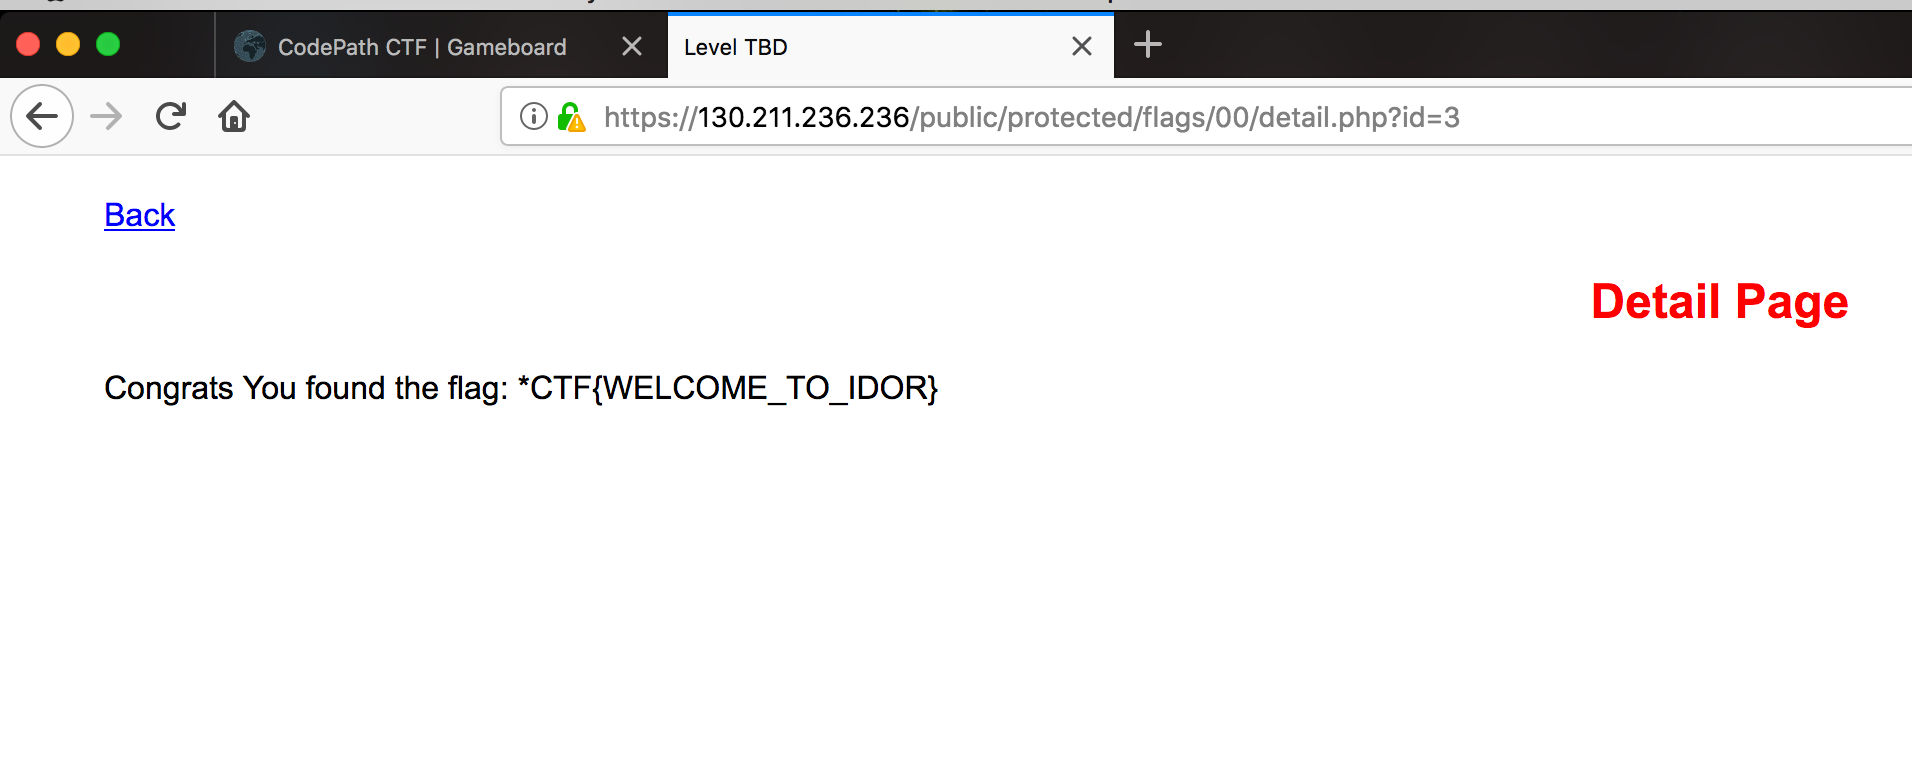 CodePath CTF | Gameboard
Level TBD
https://130.211.236.236/public/protected/flags/00/detail.php?id=3
Back
Detail Page
Congrats You found the flag: *CTF{WELCOME_TO_IDOR}